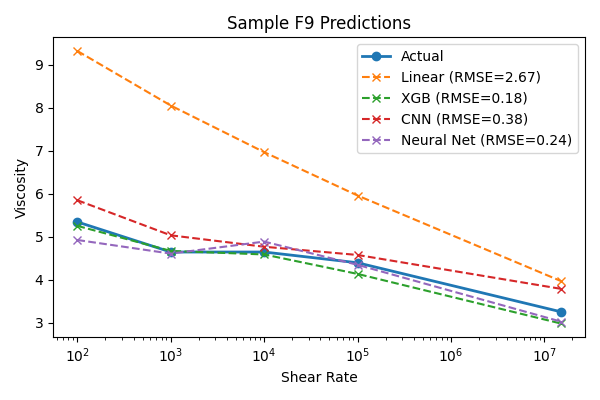 Sample F9 Predictions
Actual
Linear (RMSE=2.67)
XGB (RMSE=0.18)
CNN (RMSE=0.38)
Neural Net (RMSE=0.24)
Viscosity
9
8
7
6
5
4
3
10² 10³ 10⁴ 10⁵ 10⁶ 10⁷
Shear Rate